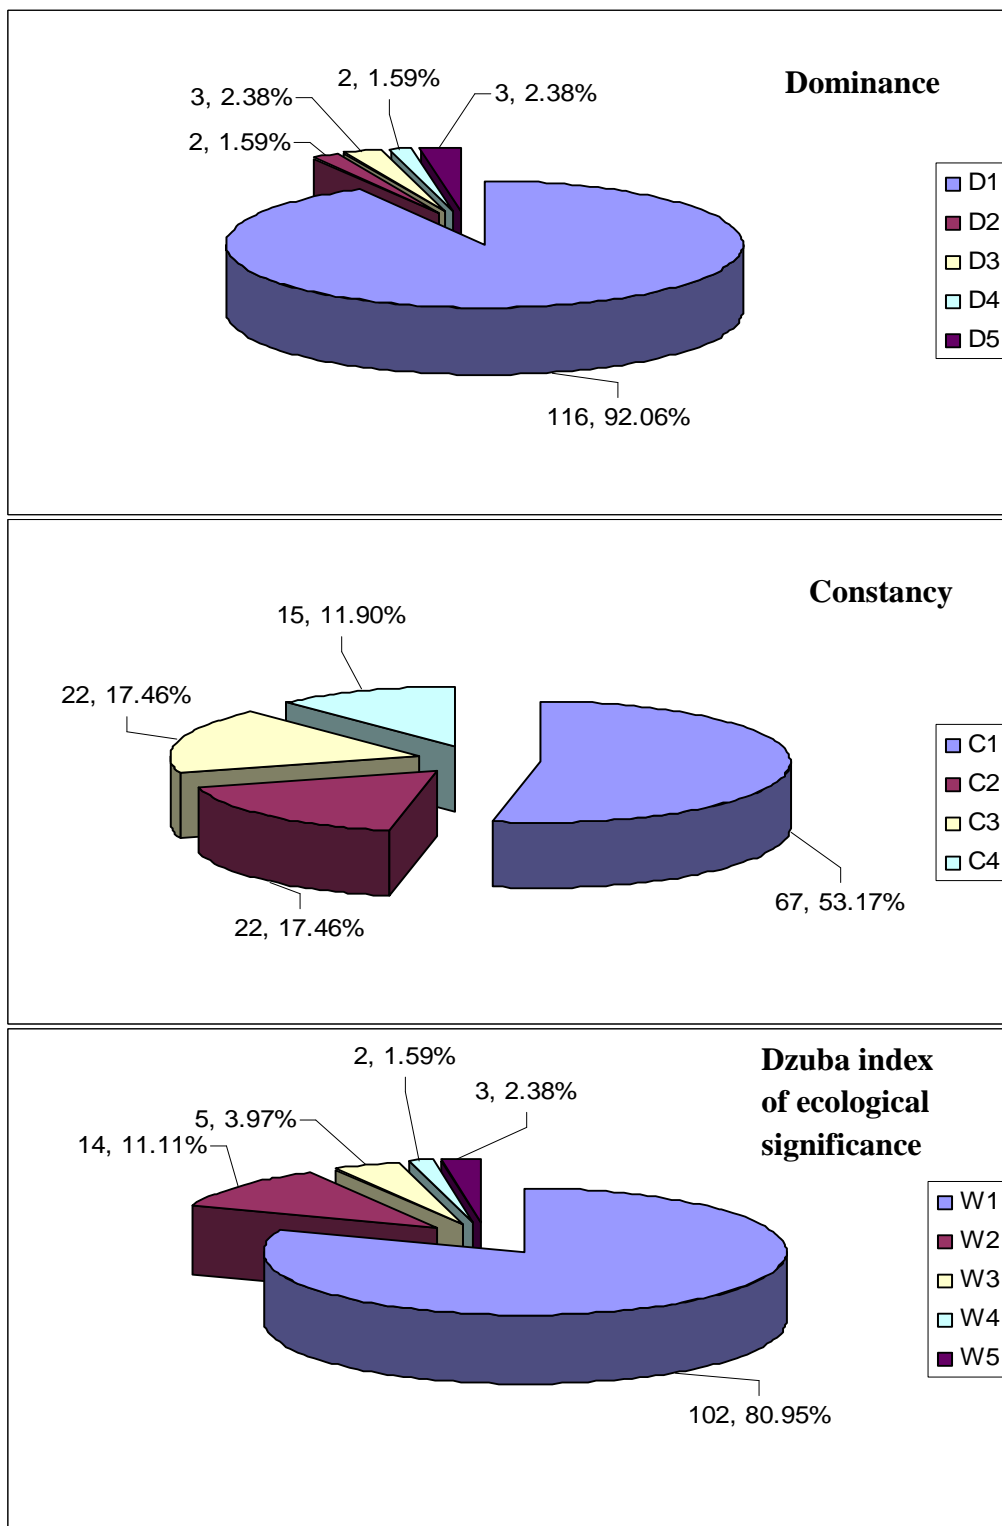 Dominance
2, 1.59%
3, 2.38%
3, 2.38%
2, 1.59%
116, 92.06%
D1
D2
D3
D4
D5
Constancy
15, 11.90%
22, 17.46%
22, 17.46%
67, 53.17%
C1
C2
C3
C4
Dzuba index
of ecological
significance
2, 1.59%
3, 2.38%
5, 3.97%
14, 11.11%
102, 80.95%
W1
W2
W3
W4
W5